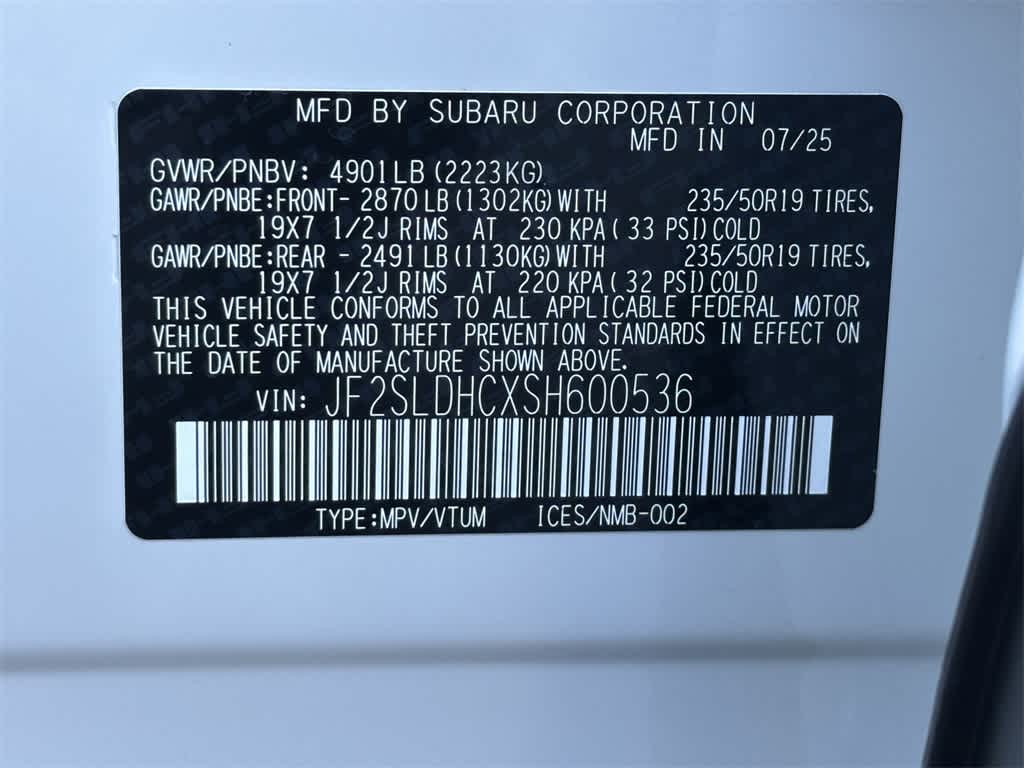 MFD BY SUBARU CORPORATION
MFD IN 07/25
GVWR/PNBV: 4901LB (2223KG)
GAWR/PNBE:FRONT- 2870LB (1302KG) WITH 235/50R19 TIRES,
19X7 1/2J RIMS AT 230 KPA( 33 PSI)COLD
GAWR/PNBE:REAR - 2491LB (1130KG) WITH 235/50R19 TIRES,
19X7 1/2J RIMS AT 220 KPA( 32 PSI)COLD
THIS VEHICLE CONFORMS TO ALL APPLICABLE FEDERAL MOTOR
VEHICLE SAFETY AND THEFT PREVENTION STANDARDS IN EFFECT ON
THE DATE OF MANUFACTURE SHOWN ABOVE.
VIN: JF2SLDHCXSH600536
TYPE:MPV/VTUM ICES/NMB-002